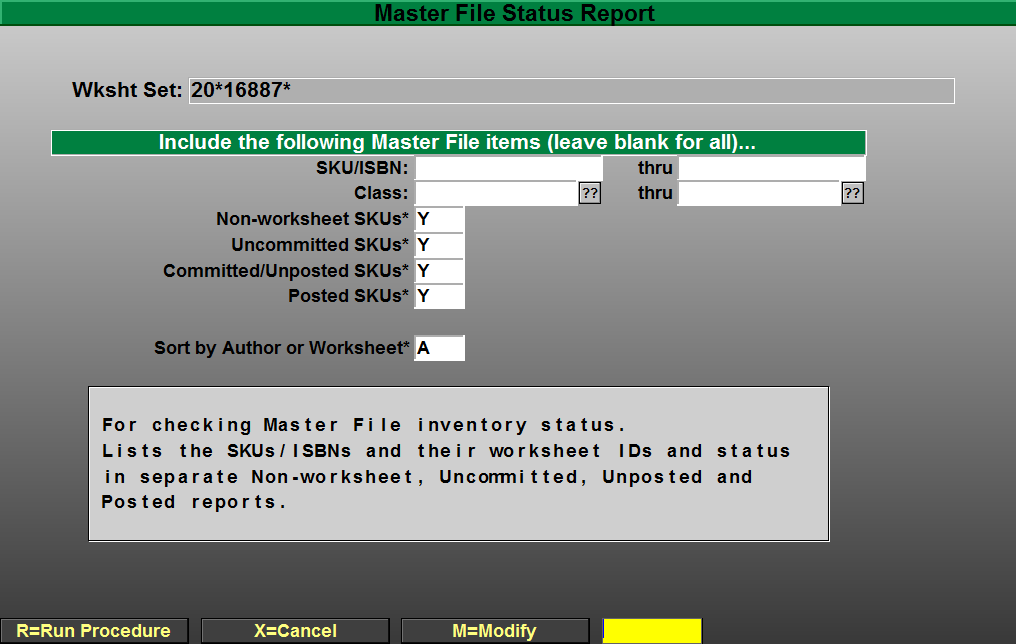 Master File Status Report
Wksht Set: 20*16887*
Include the following Master File items (leave blank for all)...
SKU/ISBN: thru
Class: ?? thru ??
Non-worksheet SKUs* Y
Uncommitted SKUs* Y
Committed/Unposted SKUs* Y
Posted SKUs* Y
Sort by Author or Worksheet* A
For checking Master File inventory status.
Lists the SKUs/ISBNs and their worksheet IDs and status
in separate Non-worksheet, Uncommitted, Unposted and
Posted reports.
R=Run Procedure X=Cancel M=Modify